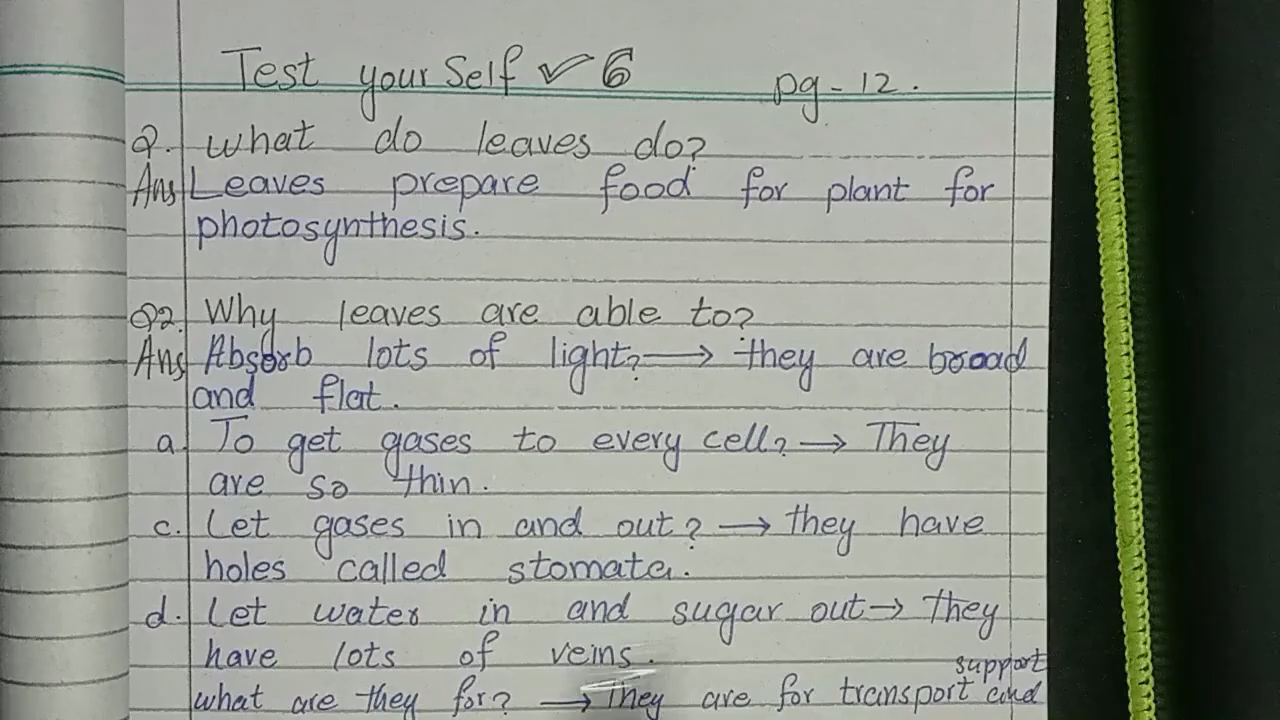 Test your Self ✓ 6 pg - 12.
Q. What do leaves do?
Ans Leaves prepare food for plant for
photosynthesis.
Q2. Why leaves are able to?
Ans Absorb lots of light? → they are broad
and flat.
a. To get gases to every cell? → They
are so thin.
c. Let gases in and out? → they have
holes called stomata.
d. Let water in and sugar out → They
have lots of veins.
support
what are they for? → They are for transport and